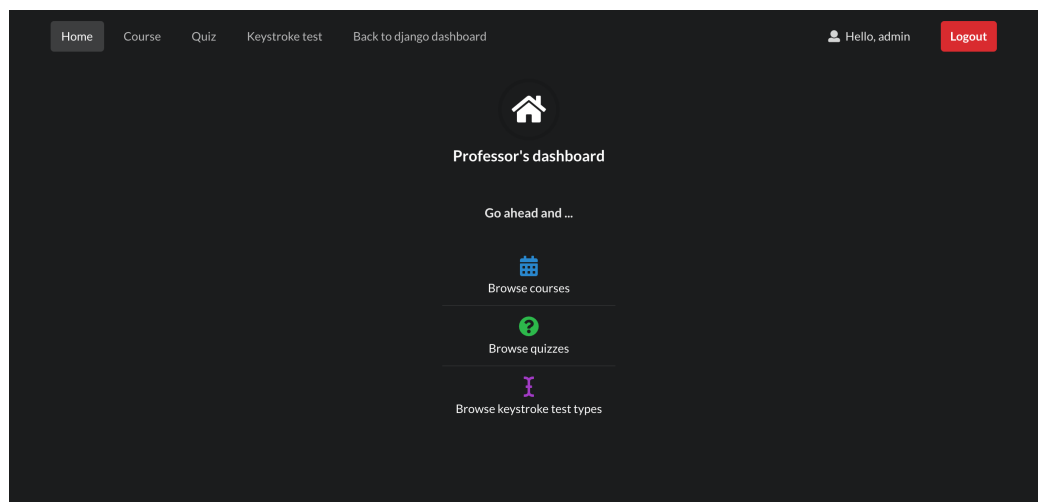 Home Course Quiz Keystroke test Back to django dashboard Hello, admin Logout
Professor's dashboard
Go ahead and ...
Browse courses
Browse quizzes
Browse keystroke test types